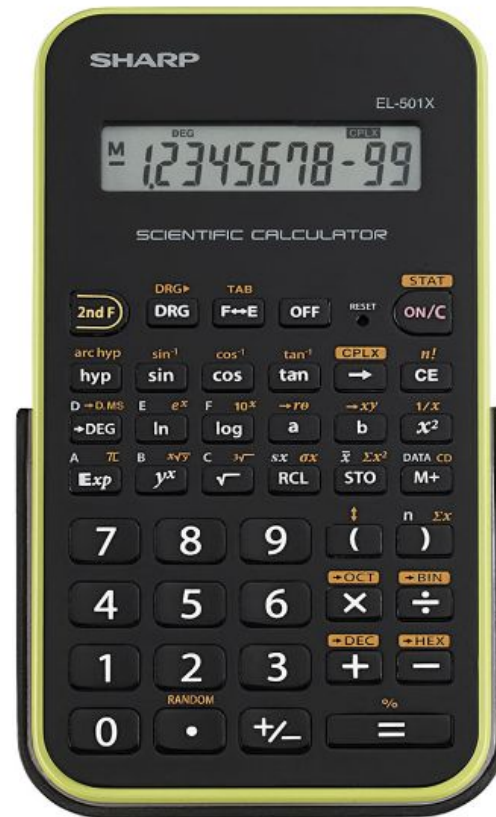 SHARP
EL-501X
DEG CPLX
M
− 1,2345678-99
SCIENTIFIC CALCULATOR
DRG▶ TAB STAT
2nd F DRG F↔E OFF RESET ON/C
arc hyp sin⁻¹ cos⁻¹ tan⁻¹ CPLX n!
hyp sin cos tan → CE
D →D.MS E eˣ F 10ˣ →rθ →xy 1/x
→DEG ln log a b x²
A π B ˣ√y C ³√ sx σx x̄ Σx² DATA CD
Exp yˣ √ RCL STO M+
↕ n Σx
7 8 9 ( )
→OCT →BIN
4 5 6 × ÷
→DEC →HEX
1 2 3 + −
RANDOM %
0 • +/− =